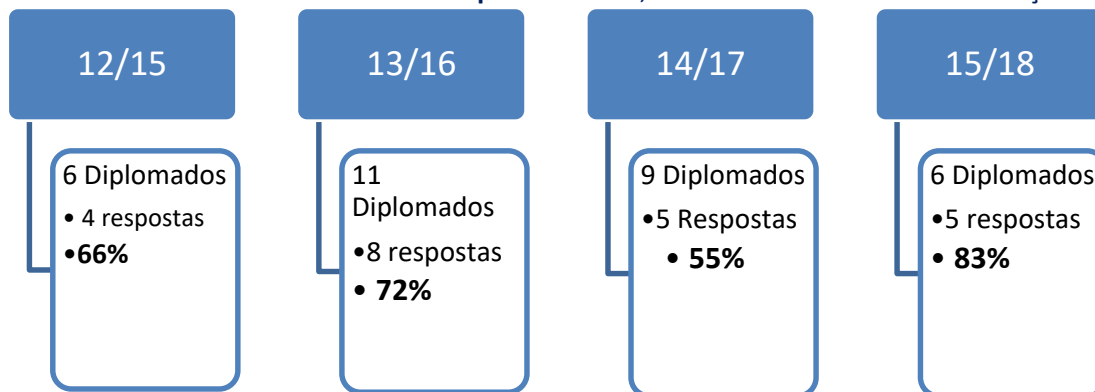 12/15
6 Diplomados
• 4 respostas
•66%
13/16
11
Diplomados
•8 respostas
• 72%
14/17
9 Diplomados
•5 Respostas
• 55%
15/18
6 Diplomados
•5 respostas
• 83%